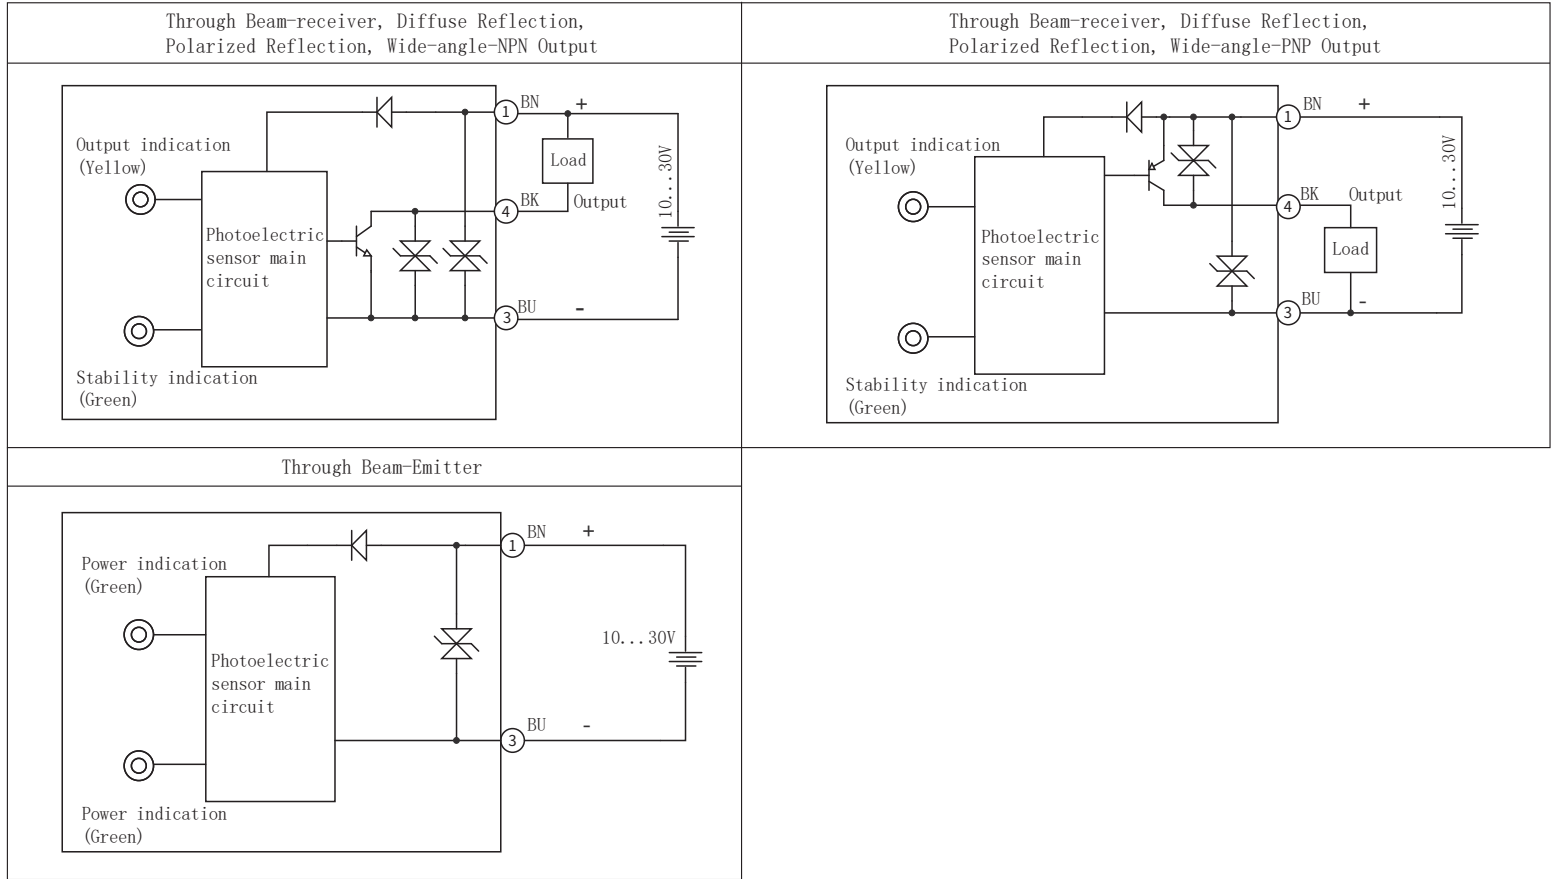 Through Beam-receiver, Diffuse Reflection,
Polarized Reflection, Wide-angle-NPN Output
Output indication
(Yellow)
Photoelectric
sensor main
circuit
Stability indication
(Green)
1
BN
+
Load
4
BK
Output
10...30V
3
BU
-
Through Beam-receiver, Diffuse Reflection,
Polarized Reflection, Wide-angle-PNP Output
Output indication
(Yellow)
Photoelectric
sensor main
circuit
Stability indication
(Green)
1
BN
+
10...30V
4
BK
Output
Load
3
BU
-
Through Beam-Emitter
Power indication
(Green)
Photoelectric
sensor main
circuit
Power indication
(Green)
1
BN
+
10...30V
3
BU
-